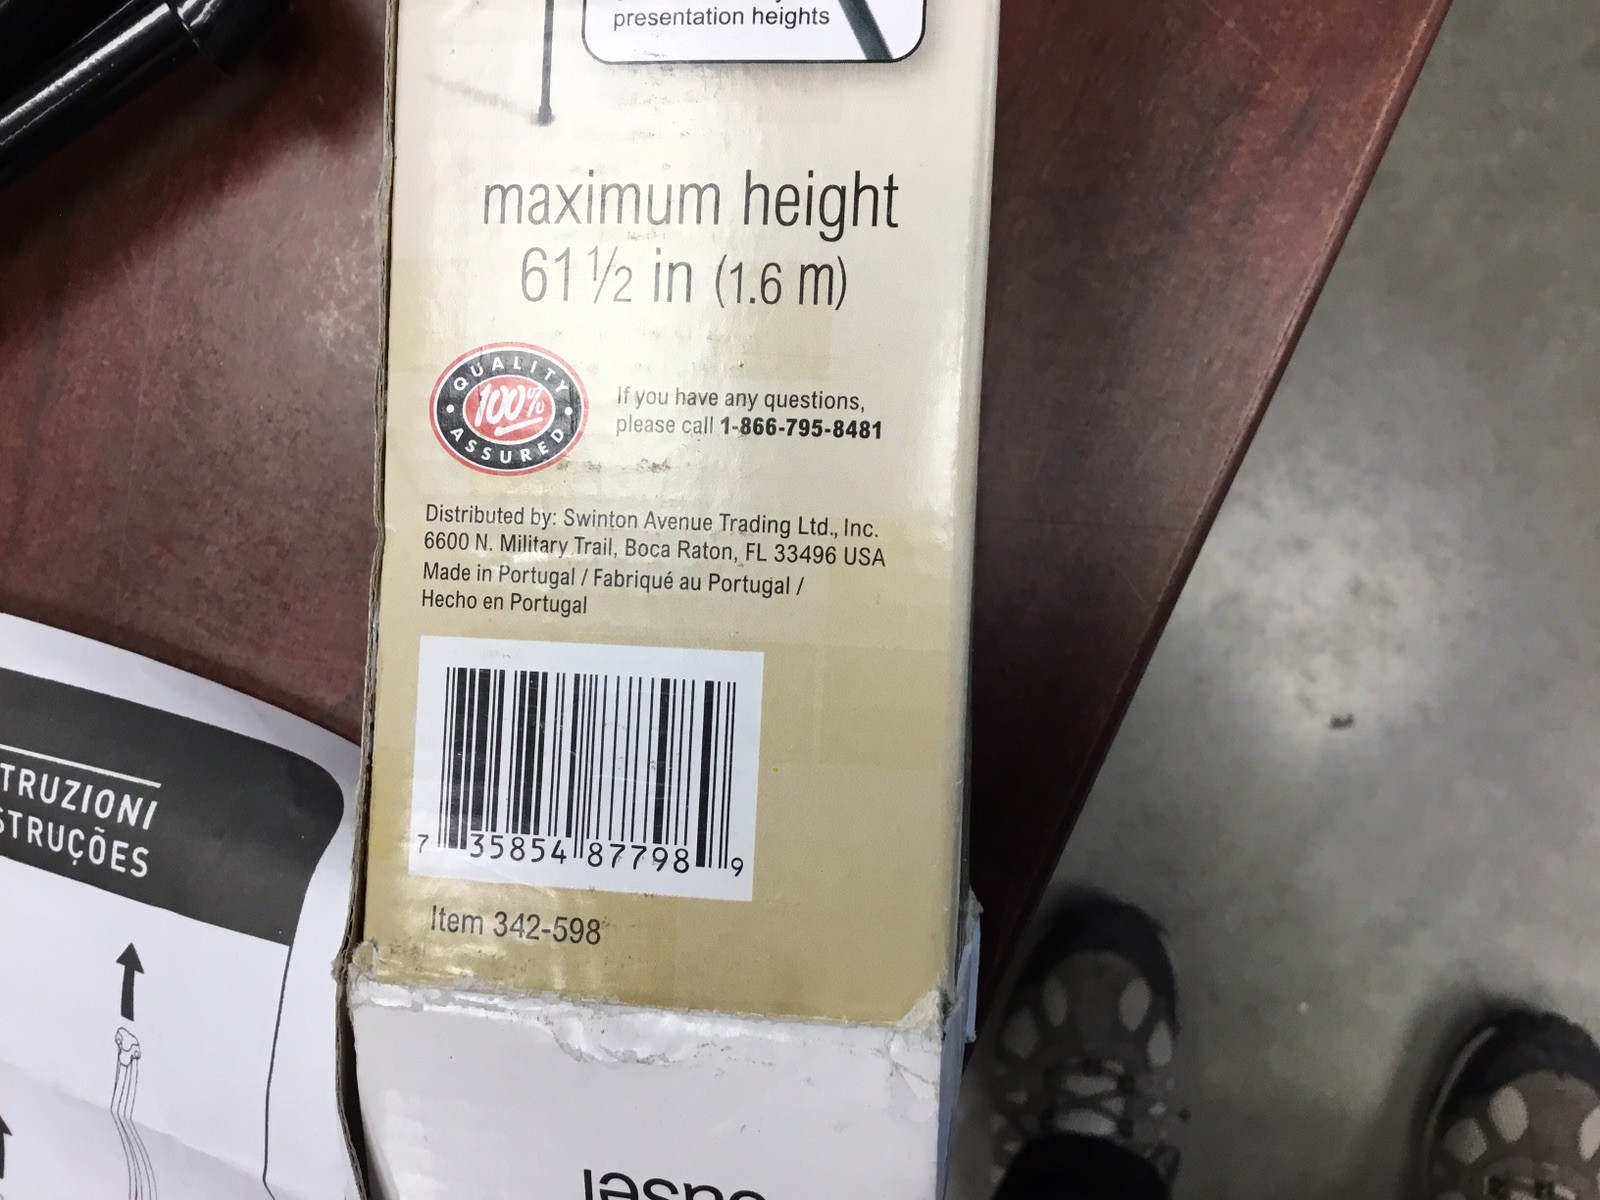 presentation heights
maximum height
61 ½ in (1.6 m)
QUALITY
100%
ASSURED
If you have any questions,
please call 1-866-795-8481
Distributed by: Swinton Avenue Trading Ltd., Inc.
6600 N. Military Trail, Boca Raton, FL 33496 USA
Made in Portugal / Fabriqué au Portugal /
Hecho en Portugal
7 35854 87798 9
Item 342-598
TRUZIONI
STRUÇÕES